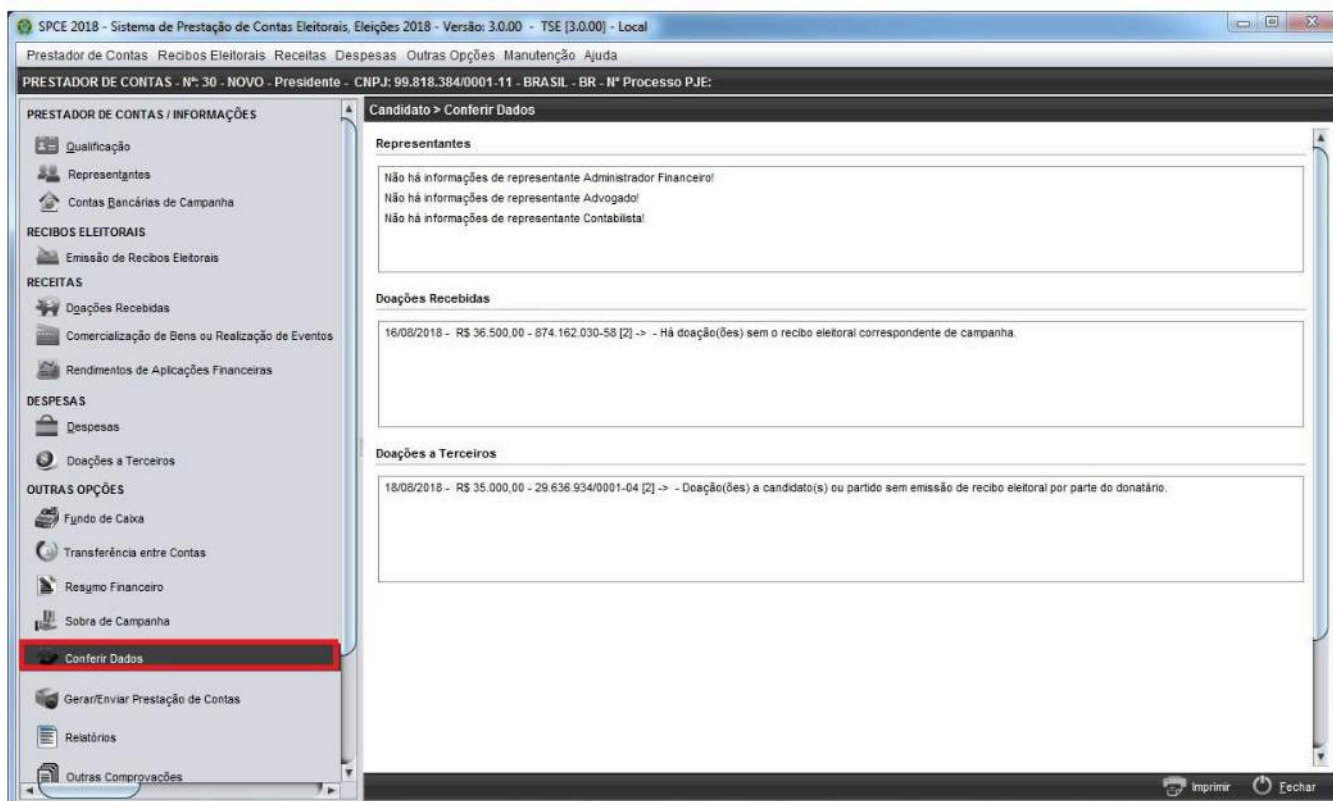 SPCE 2018 - Sistema de Prestação de Contas Eleitorais, Eleições 2018 - Versão: 3.0.00 - TSE [3.0.00] - Local
Prestador de Contas Recibos Eleitorais Receitas Despesas Outras Opções Manutenção Ajuda
PRESTADOR DE CONTAS - Nº: 30 - NOVO - Presidente - CNPJ: 99.818.384/0001-11 - BRASIL - BR - Nº Processo PJE:
PRESTADOR DE CONTAS / INFORMAÇÕES
Qualificação
Representantes
Contas Bancárias de Campanha
RECIBOS ELEITORAIS
Emissão de Recibos Eleitorais
RECEITAS
Doações Recebidas
Comercialização de Bens ou Realização de Eventos
Rendimentos de Aplicações Financeiras
DESPESAS
Despesas
Doações a Terceiros
OUTRAS OPÇÕES
Fundo de Caixa
Transferência entre Contas
Resumo Financeiro
Sobra de Campanha
Conferir Dados
Gerar/Enviar Prestação de Contas
Relatórios
Outras Comprovações
Candidato > Conferir Dados
Representantes
Não há informações de representante Administrador Financeiro!
Não há informações de representante Advogado!
Não há informações de representante Contabilista!
Doações Recebidas
16/08/2018 - R$ 36.500,00 - 874.162.030-58 [2] -> - Há doação(ões) sem o recibo eleitoral correspondente de campanha.
Doações a Terceiros
18/08/2018 - R$ 35.000,00 - 29.636.934/0001-04 [2] -> - Doação(ões) a candidato(s) ou partido sem emissão de recibo eleitoral por parte do donatário.
Imprimir Fechar